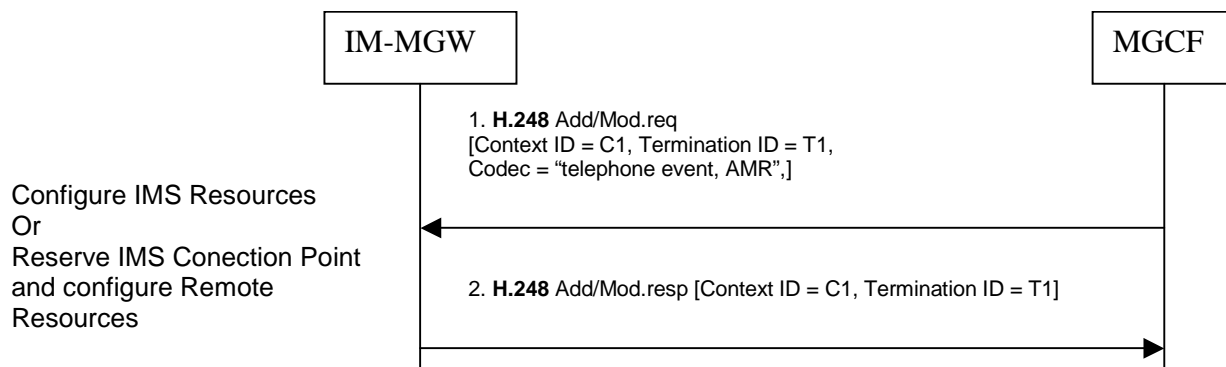 IM-MGW
MGCF
1. H.248 Add/Mod.req
[Context ID = C1, Termination ID = T1,
Codec = “telephone event, AMR”,]
Configure IMS Resources
Or
Reserve IMS Conection Point
and configure Remote
Resources
2. H.248 Add/Mod.resp [Context ID = C1, Termination ID = T1]